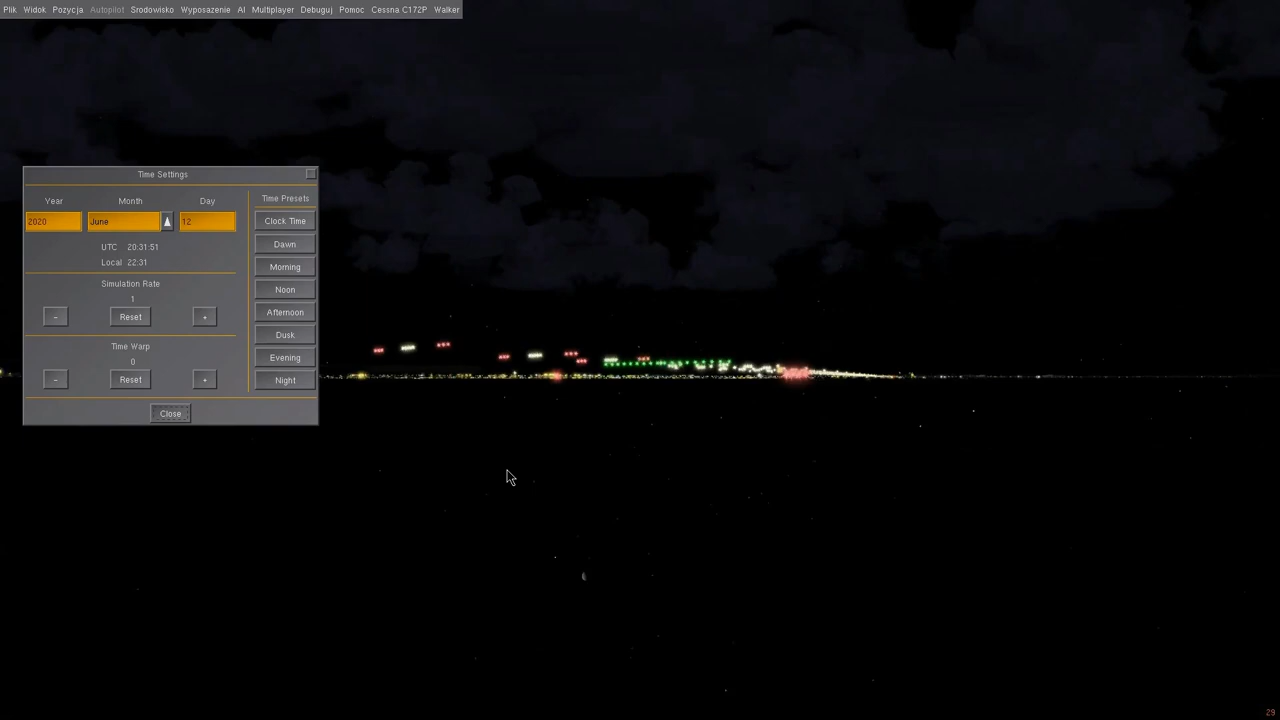 Plik Widok Pozycja Autopilot Środowisko Wyposażenie AI Multiplayer Debuguj Pomoc Cessna C172P Walker
Time Settings
Year Month Day
2020 June 12
UTC 20:31:51
Local 22:31
Simulation Rate
1
- Reset +
Time Warp
0
- Reset +
Time Presets
Clock Time
Dawn
Morning
Noon
Afternoon
Dusk
Evening
Night
Close
29